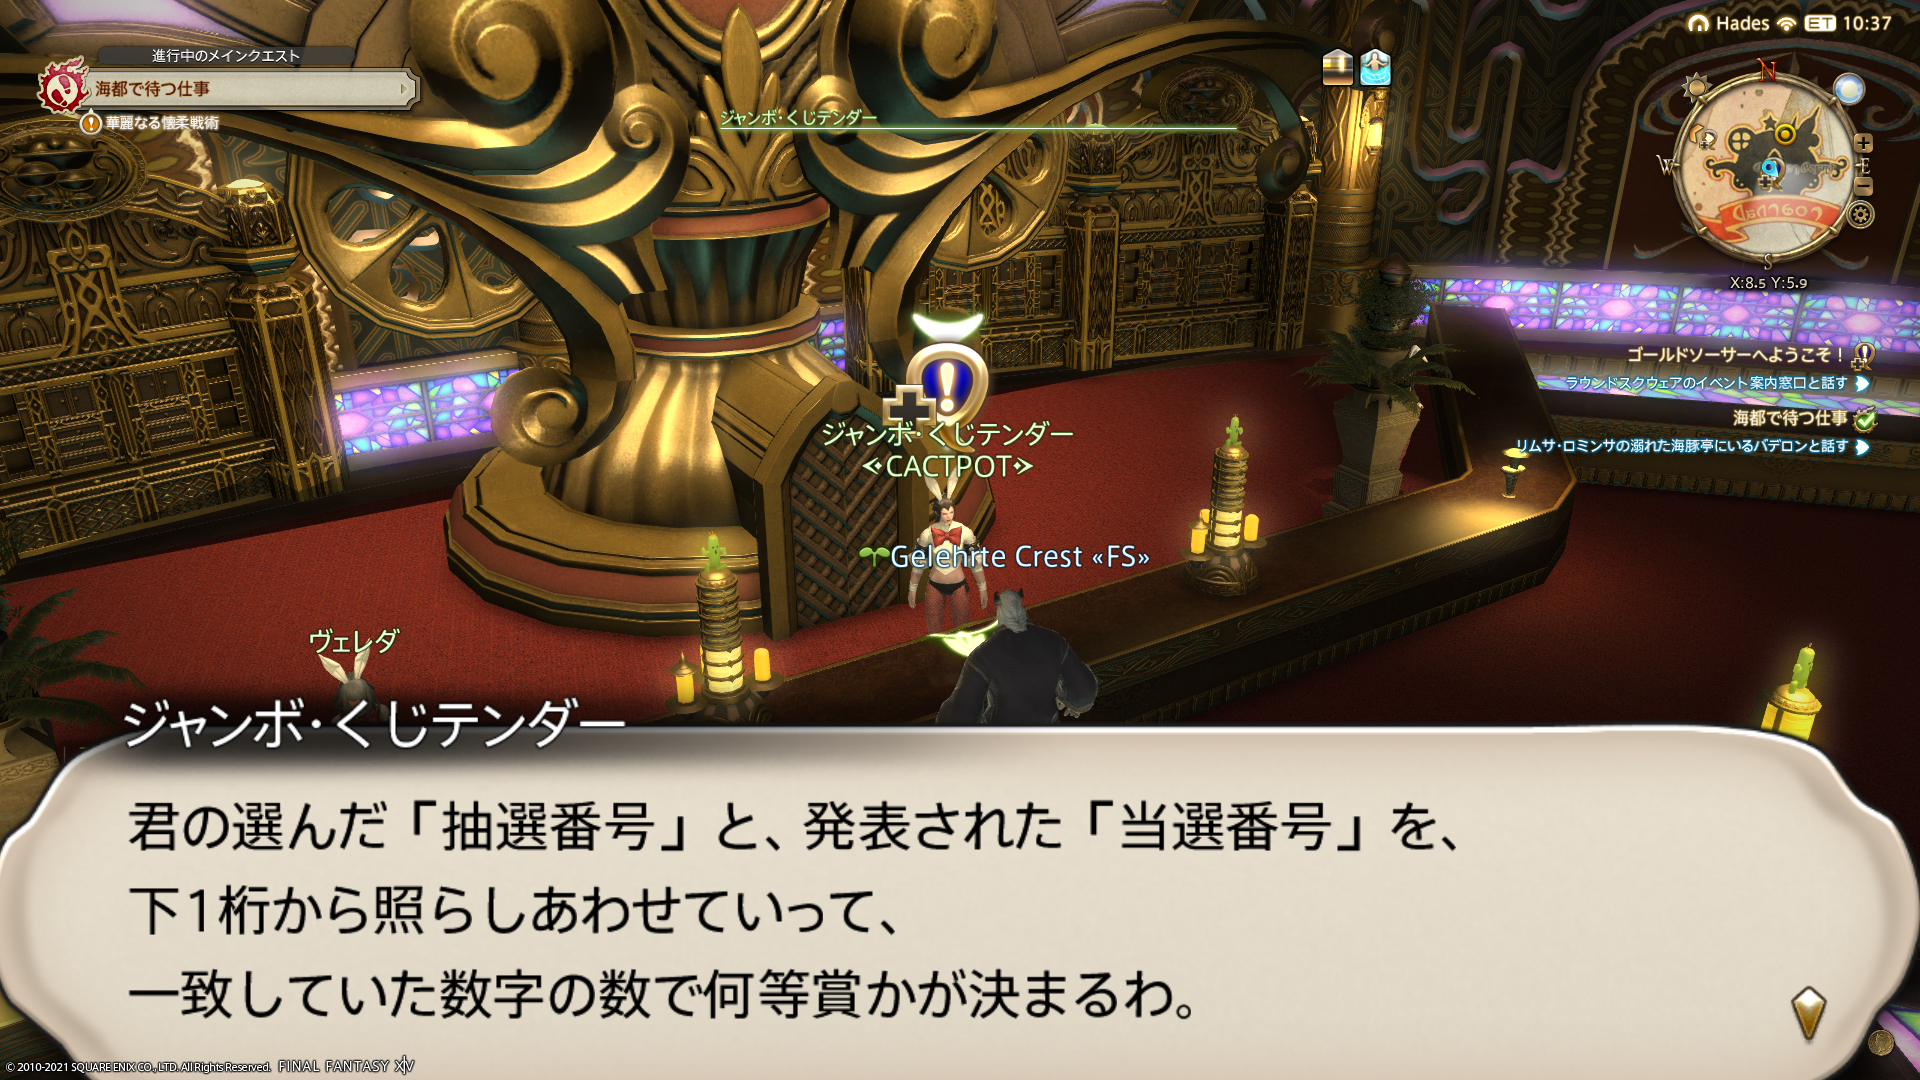 Hades ET 10:37
進行中のメインクエスト
海都で待つ仕事
華麗なる懐柔戦術
ジャンボ・くじテンダー
N
W
E
S
X:8.5 Y:5.9
ゴールドソーサーへようこそ！
ラウンドスクウェアのイベント案内窓口と話す
海都で待つ仕事
リムサ・ロミンサの溺れた海豚亭にいるバデロンと話す
ジャンボ・くじテンダー
<CACTPOT>
Gelehrte Crest «FS»
ヴェレダ
ジャンボ・くじテンダー
君の選んだ「抽選番号」と、発表された「当選番号」を、
下1桁から照らしあわせていって、
一致していた数字の数で何等賞かが決まるわ。
© 2010-2021 SQUARE ENIX CO., LTD. All Rights Reserved. FINAL FANTASY XIV